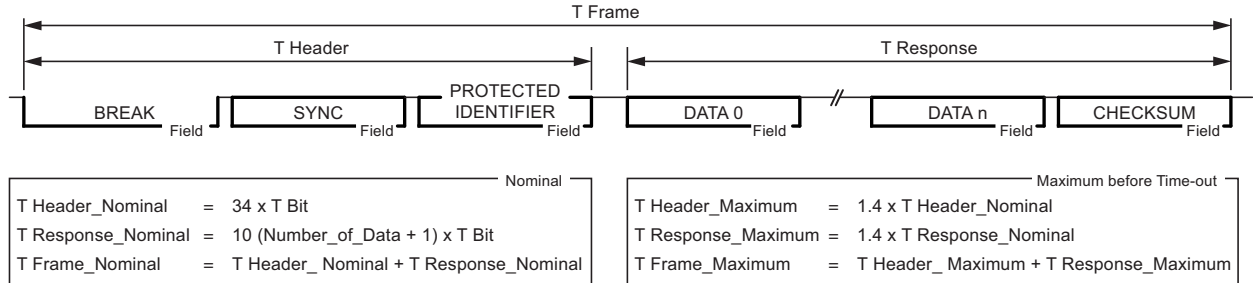 T Frame
T Header
T Response
BREAK
Field
SYNC
Field
PROTECTED
IDENTIFIER
Field
DATA 0
Field
DATA n
Field
CHECKSUM
Field
Nominal
T Header_Nominal = 34 x T Bit
T Response_Nominal = 10 (Number_of_Data + 1) x T Bit
T Frame_Nominal = T Header_ Nominal + T Response_Nominal
Maximum before Time-out
T Header_Maximum = 1.4 x T Header_Nominal
T Response_Maximum = 1.4 x T Response_Nominal
T Frame_Maximum = T Header_ Maximum + T Response_Maximum